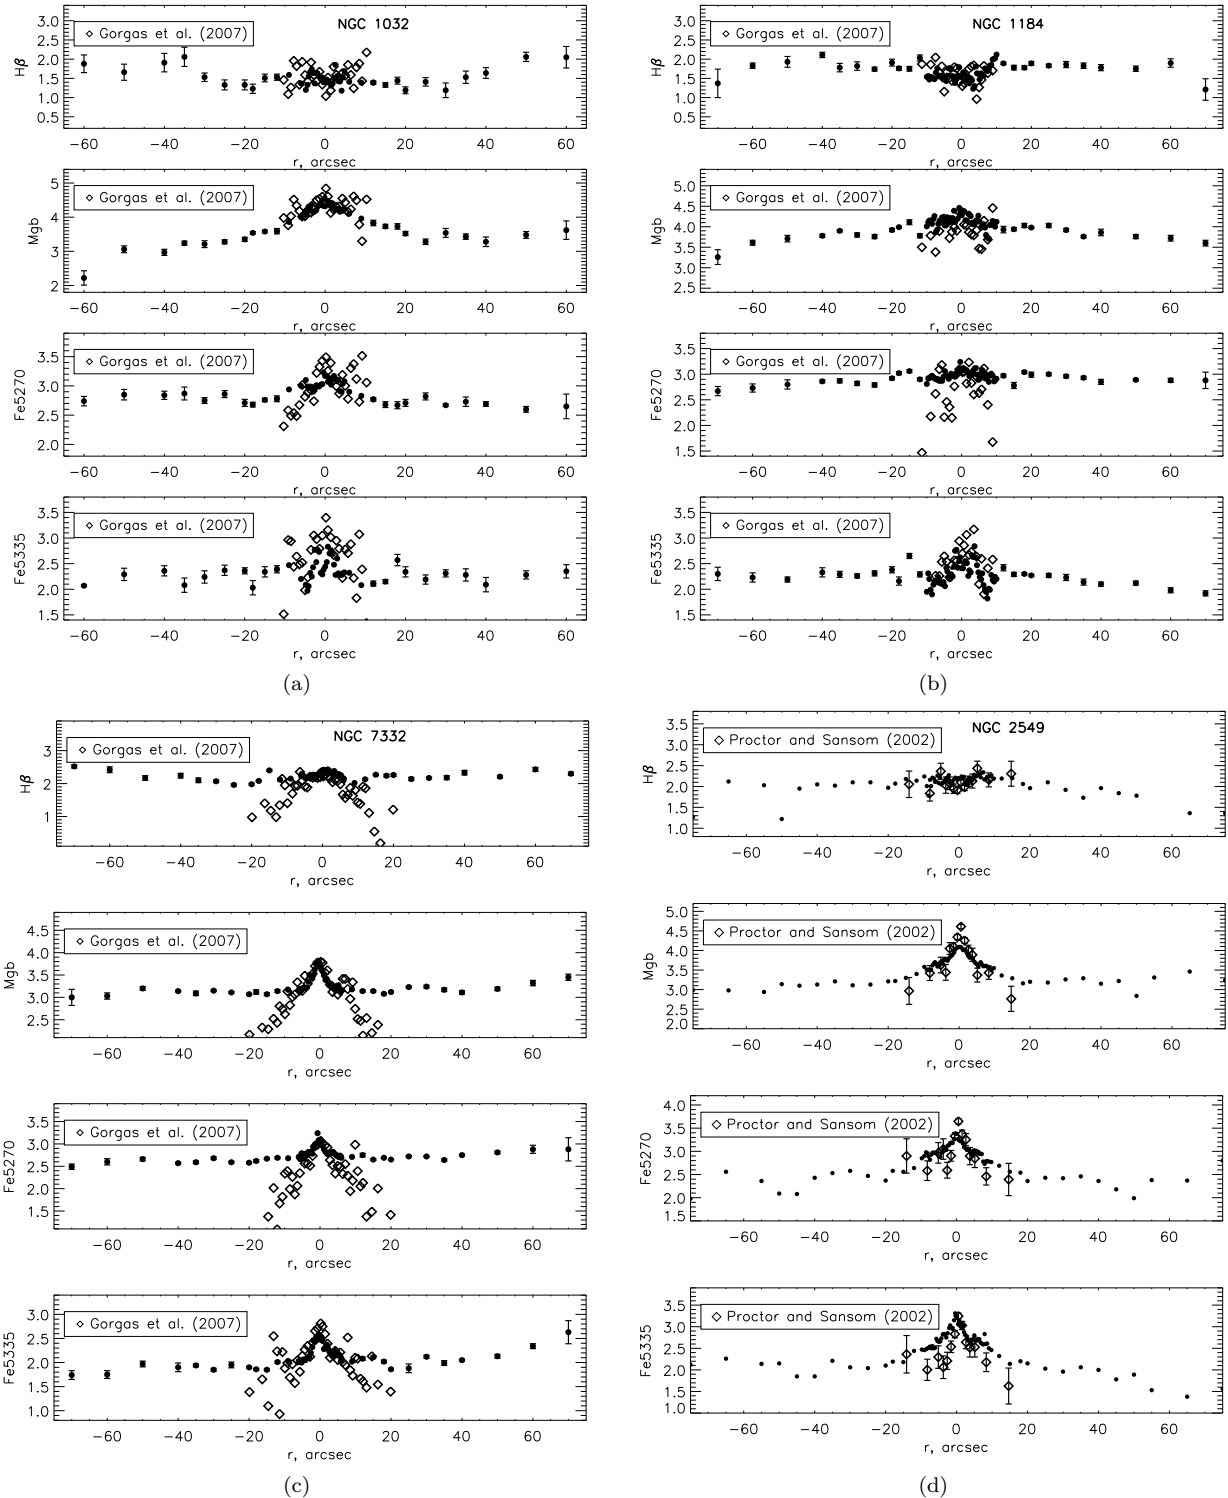 NGC 1032
◇ Gorgas et al. (2007)
Hβ
3.0
2.5
2.0
1.5
1.0
0.5
−60 −40 −20 0 20 40 60
r, arcsec
◇ Gorgas et al. (2007)
Mgb
5
4
3
2
−60 −40 −20 0 20 40 60
r, arcsec
◇ Gorgas et al. (2007)
Fe5270
3.5
3.0
2.5
2.0
−60 −40 −20 0 20 40 60
r, arcsec
◇ Gorgas et al. (2007)
Fe5335
3.5
3.0
2.5
2.0
1.5
−60 −40 −20 0 20 40 60
r, arcsec
(a)
NGC 1184
◇ Gorgas et al. (2007)
Hβ
3.0
2.5
2.0
1.5
1.0
0.5
−60 −40 −20 0 20 40 60
r, arcsec
◇ Gorgas et al. (2007)
Mgb
5.0
4.5
4.0
3.5
3.0
2.5
−60 −40 −20 0 20 40 60
r, arcsec
◇ Gorgas et al. (2007)
Fe5270
3.5
3.0
2.5
2.0
1.5
−60 −40 −20 0 20 40 60
r, arcsec
◇ Gorgas et al. (2007)
Fe5335
3.5
3.0
2.5
2.0
1.5
−60 −40 −20 0 20 40 60
r, arcsec
(b)
NGC 7332
◇ Gorgas et al. (2007)
Hβ
3
2
1
−60 −40 −20 0 20 40 60
r, arcsec
◇ Gorgas et al. (2007)
Mgb
4.5
4.0
3.5
3.0
2.5
−60 −40 −20 0 20 40 60
r, arcsec
◇ Gorgas et al. (2007)
Fe5270
3.5
3.0
2.5
2.0
1.5
−60 −40 −20 0 20 40 60
r, arcsec
◇ Gorgas et al. (2007)
Fe5335
3.0
2.5
2.0
1.5
1.0
−60 −40 −20 0 20 40 60
r, arcsec
(c)
NGC 2549
◇ Proctor and Sansom (2002)
Hβ
3.5
3.0
2.5
2.0
1.5
1.0
−60 −40 −20 0 20 40 60
r, arcsec
◇ Proctor and Sansom (2002)
Mgb
5.0
4.5
4.0
3.5
3.0
2.5
2.0
−60 −40 −20 0 20 40 60
r, arcsec
◇ Proctor and Sansom (2002)
Fe5270
4.0
3.5
3.0
2.5
2.0
1.5
−60 −40 −20 0 20 40 60
r, arcsec
◇ Proctor and Sansom (2002)
Fe5335
3.5
3.0
2.5
2.0
1.5
1.0
−60 −40 −20 0 20 40 60
r, arcsec
(d)